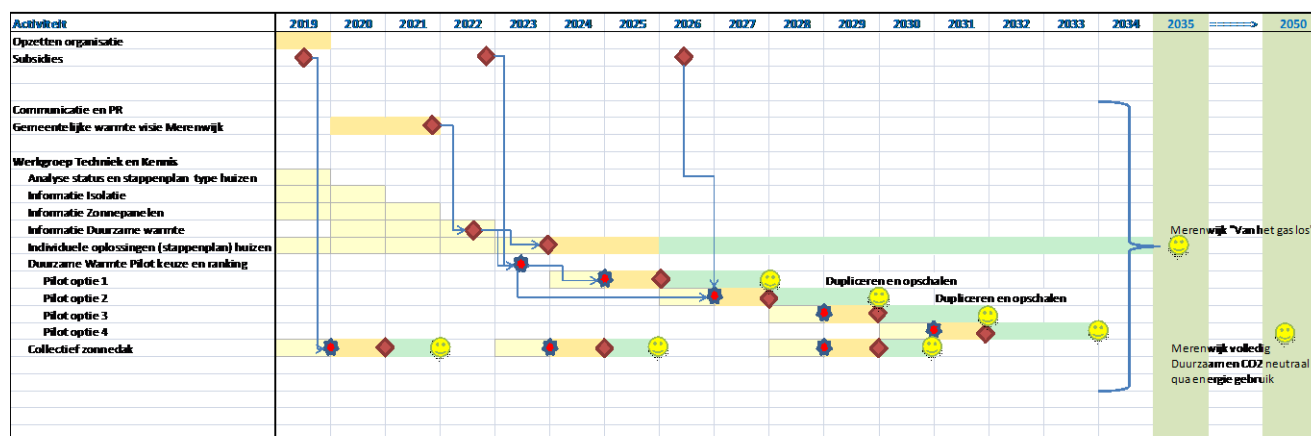 Activiteit 2019 2020 2021 2022 2023 2024 2025 2026 2027 2028 2029 2030 2031 2032 2033 2034 2035 2050
Opzetten organisatie
Subsidies
Communicatie en PR
Gemeentelijke warmte visie Merenwijk
Werkgroep Techniek en Kennis
Analyse status en stappenplan type huizen
Informatie Isolatie
Informatie Zonnepanelen
Informatie Duurzame warmte
Merenwijk "Van het gas los"
Individuele oplossingen (stappenplan) huizen
Duurzame Warmte Pilot keuze en ranking
Pilot optie 1 Dupliceren en opschalen
Pilot optie 2 Dupliceren en opschalen
Pilot optie 3
Pilot optie 4
Collectief zonnedak
Merenwijk volledig
Duurzaam en CO2 neutraal
qua energie gebruik